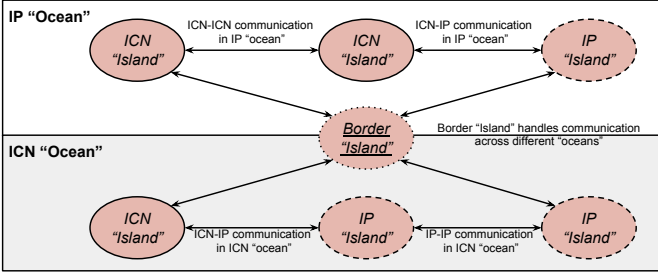 IP “Ocean”
ICN
“Island”
ICN-ICN communication
in IP “ocean”
ICN
“Island”
ICN-IP communication
in IP “ocean”
IP
“Island”
Border
“Island”
Border “Island” handles communication
across different “oceans”
ICN “Ocean”
ICN
“Island”
ICN-IP communication
in ICN “ocean”
IP
“Island”
IP-IP communication
in ICN “ocean”
IP
“Island”